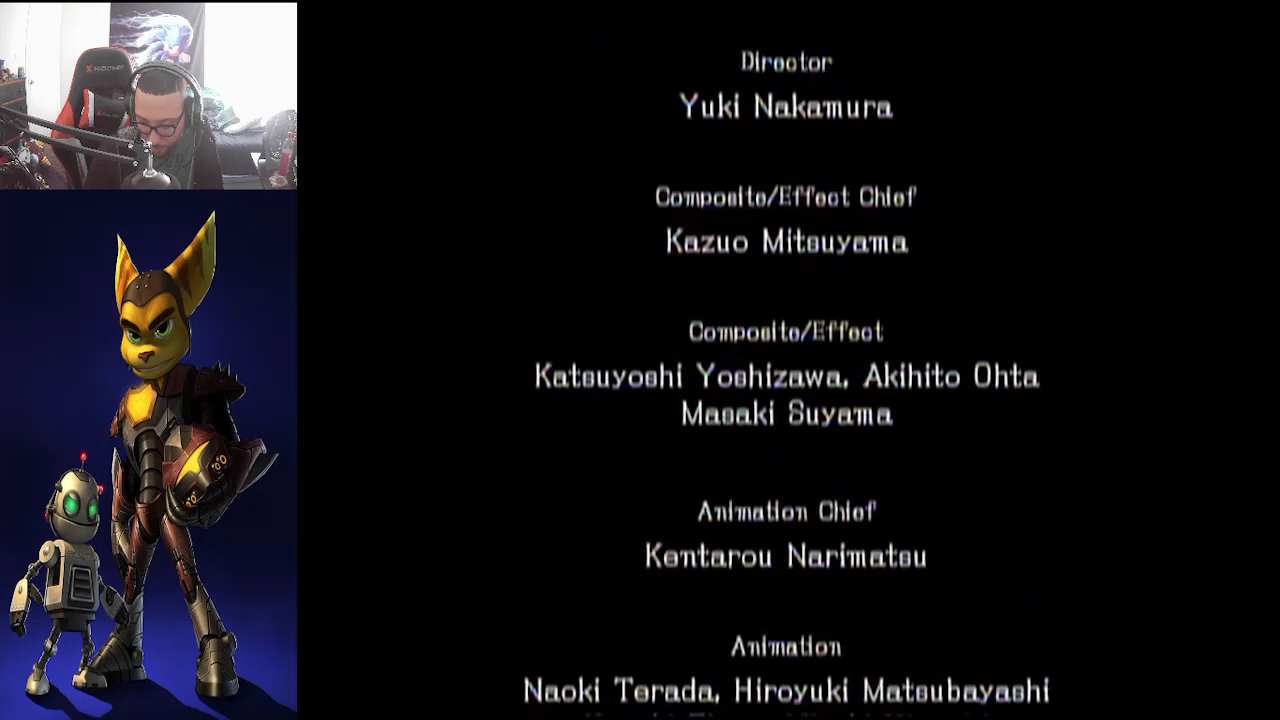 Director
Yuki Nakamura
Composite/Effect Chief
Kazuo Mitsuyama
Composite/Effect
Katsuyoshi Yoshizawa, Akihito Ohta
Masaki Suyama
Animation Chief
Kentarou Narimatsu
Animation
Naoki Terada, Hiroyuki Matsubayashi